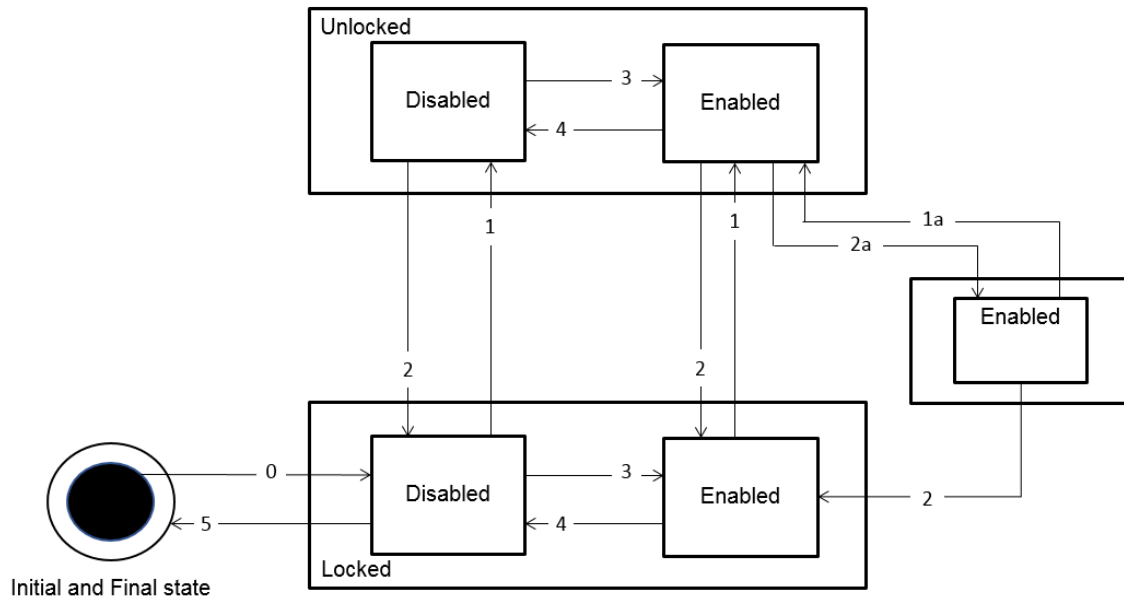 Unlocked
Disabled
3
Enabled
4
1
1
1a
2a
Enabled
2
2
0
Disabled
3
Enabled
2
5
4
Locked
Initial and Final state